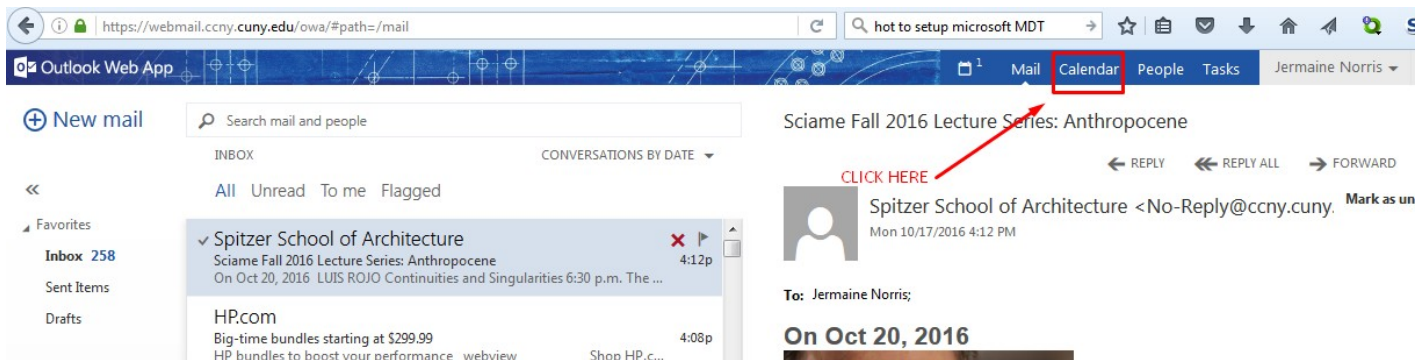 https://webmail.ccny.cuny.edu/owa/#path=/mail
hot to setup microsoft MDT
Outlook Web App
1
Mail Calendar People Tasks
Jermaine Norris
New mail
Search mail and people
INBOX
CONVERSATIONS BY DATE
All Unread To me Flagged
Favorites
Inbox 258
Sent Items
Drafts
Spitzer School of Architecture
Sciame Fall 2016 Lecture Series: Anthropocene
4:12p
On Oct 20, 2016 LUIS ROJO Continuities and Singularities 6:30 p.m. The ...
HP.com
Big-time bundles starting at $299.99
4:08p
HP bundles to boost your performance webview Shop HP.c...
Sciame Fall 2016 Lecture Series: Anthropocene
REPLY REPLY ALL FORWARD
CLICK HERE
Mark as un
Spitzer School of Architecture <No-Reply@ccny.cuny.
Mon 10/17/2016 4:12 PM
To: Jermaine Norris;
On Oct 20, 2016